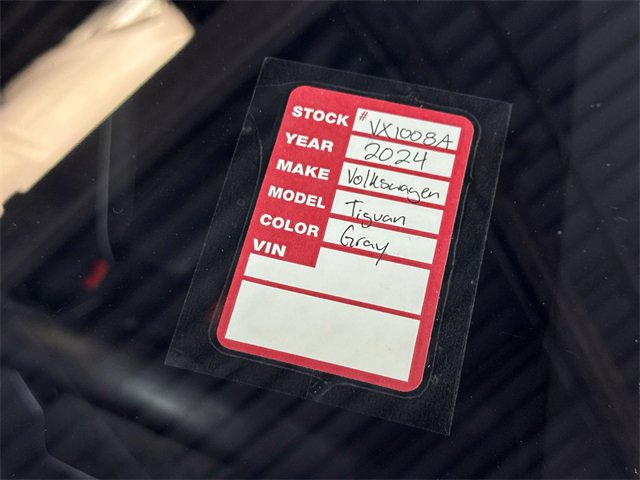 STOCK # VX1008A
YEAR 2024
MAKE Volkswagen
MODEL Tiguan
COLOR Gray
VIN